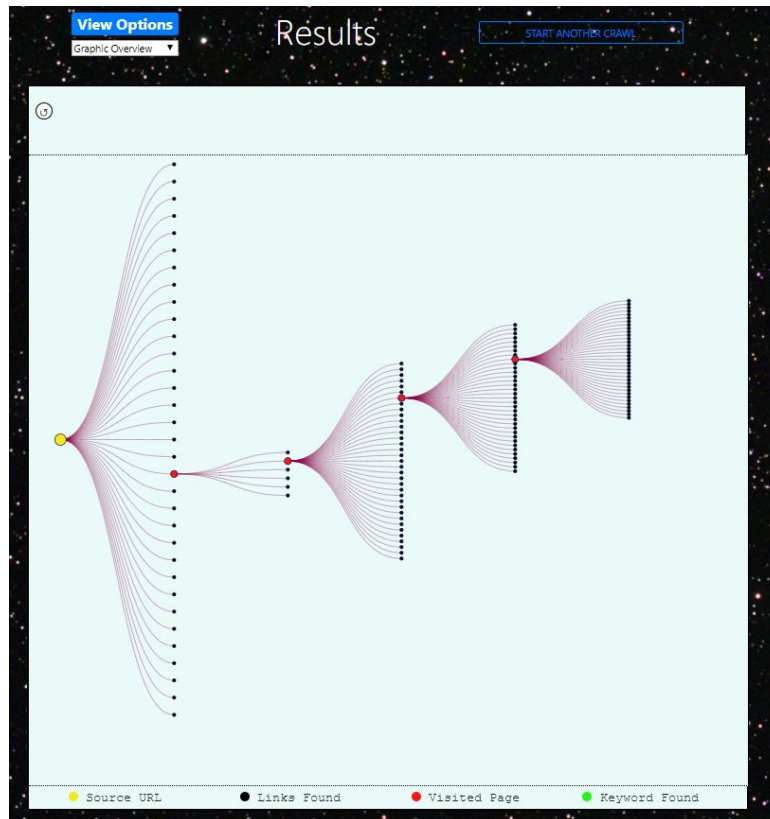 View Options
Graphic Overview
Results
START ANOTHER CRAWL
Source URL
Links Found
Visited Page
Keyword Found